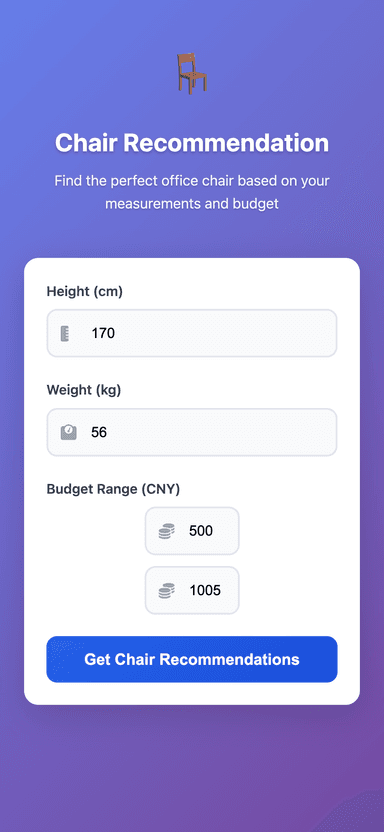 Chair Recommendation
Find the perfect office chair based on your
measurements and budget
Height (cm)
170
Weight (kg)
56
Budget Range (CNY)
500
1005
Get Chair Recommendations